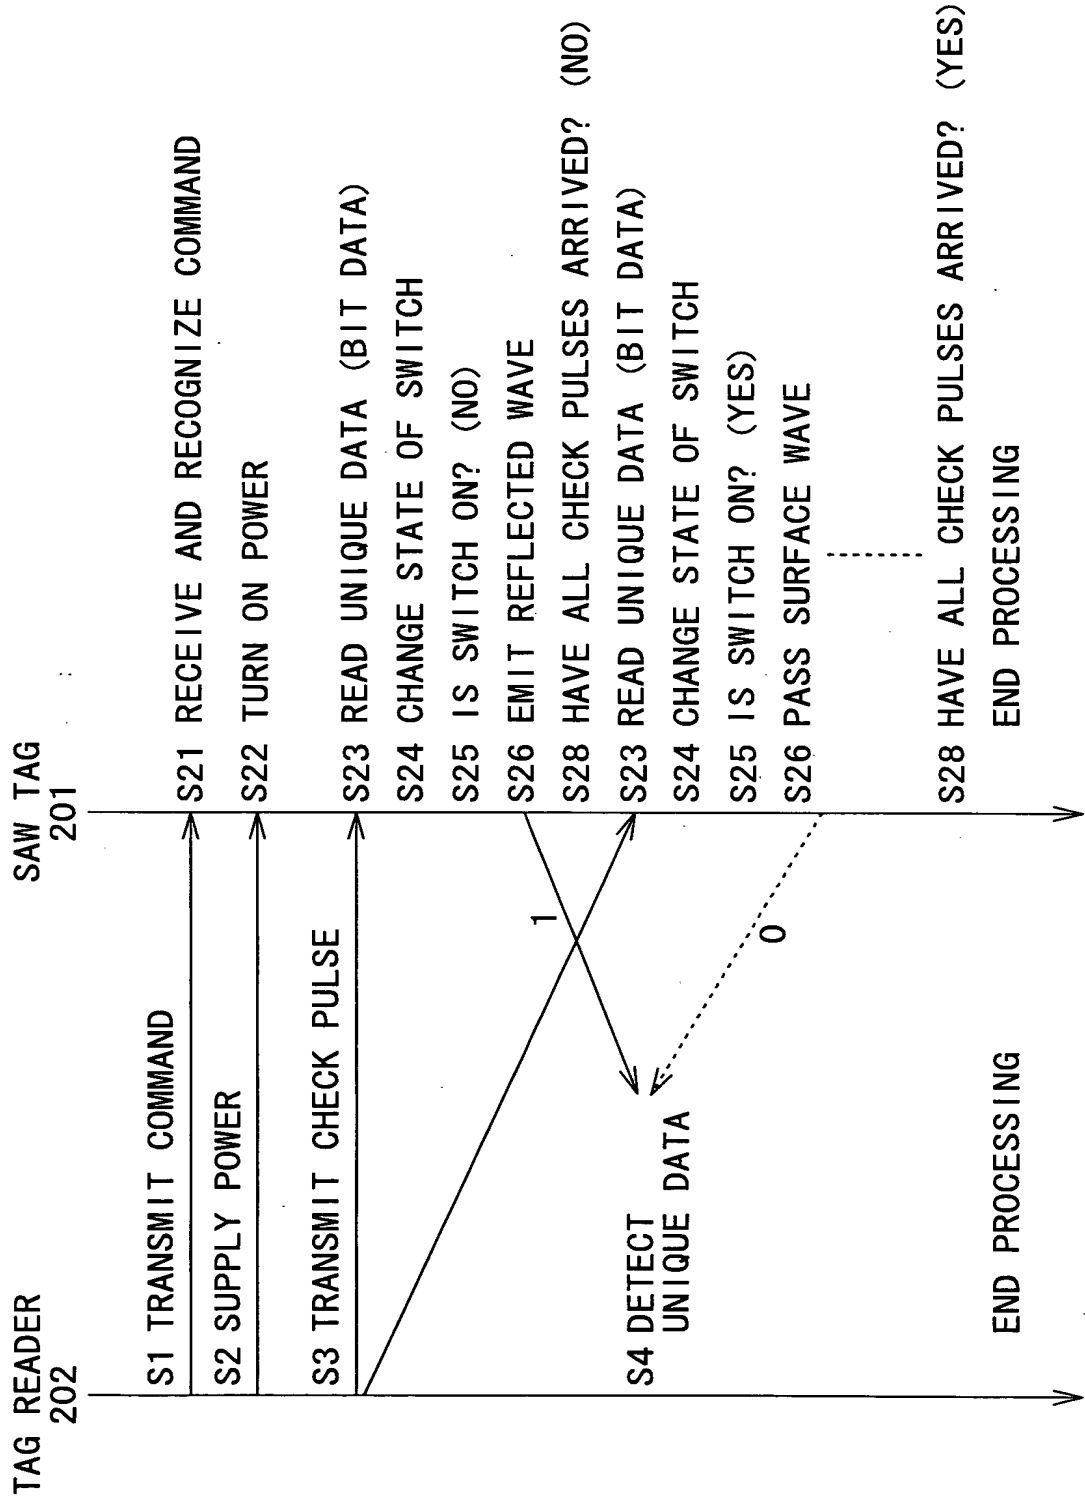 TAG READER
202
SAW TAG
201
S1 TRANSMIT COMMAND
S21 RECEIVE AND RECOGNIZE COMMAND
S2 SUPPLY POWER
S22 TURN ON POWER
S3 TRANSMIT CHECK PULSE
S23 READ UNIQUE DATA (BIT DATA)
S24 CHANGE STATE OF SWITCH
S25 IS SWITCH ON? (NO)
S26 EMIT REFLECTED WAVE
1
S28 HAVE ALL CHECK PULSES ARRIVED? (NO)
S4 DETECT
UNIQUE DATA
S23 READ UNIQUE DATA (BIT DATA)
S24 CHANGE STATE OF SWITCH
S25 IS SWITCH ON? (YES)
0
S26 PASS SURFACE WAVE
S28 HAVE ALL CHECK PULSES ARRIVED? (YES)
END PROCESSING
END PROCESSING